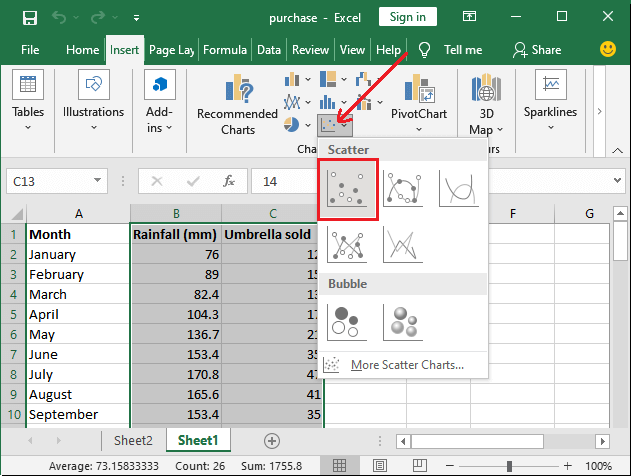 purchase - Excel
Sign in
File Home Insert Page Lay Formula Data Review View Help Tell me Share
Tables
Illustrations
Add-
ins
Recommended
Charts
PivotChart
3D
Map
Sparklines
Cha
urs
Scatter
Bubble
More Scatter Charts...
C13
fx
14
A B C F G
1 Month Rainfall (mm) Umbrella sold
2 January 76 12
3 February 89 15
4 March 82.4 13
5 April 104.3 17
6 May 136.7 21
7 June 153.4 35
8 July 170.8 47
9 August 165.6 41
10 September 153.4 35
Sheet2 Sheet1
Average: 73.15833333 Count: 26 Sum: 1755.8 100%